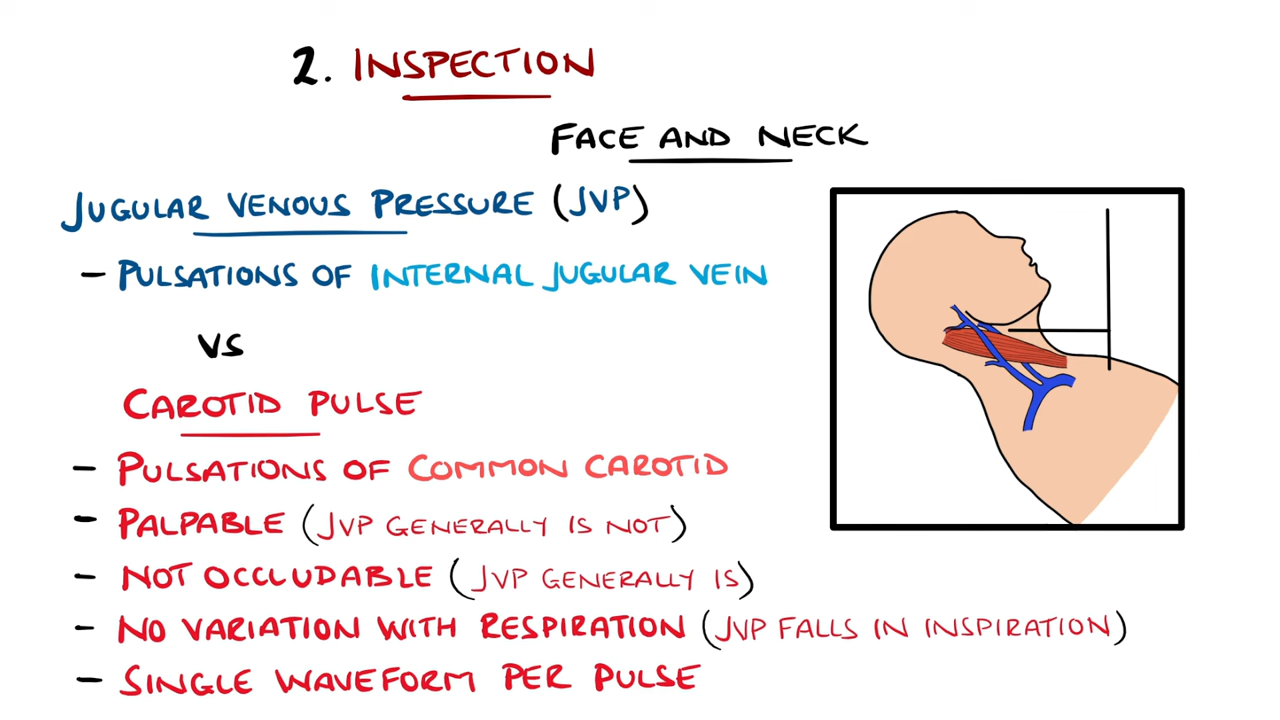 2. INSPECTION
FACE AND NECK
JUGULAR VENOUS PRESSURE (JVP)
- PULSATIONS OF INTERNAL JUGULAR VEIN
VS
CAROTID PULSE
- PULSATIONS OF COMMON CAROTID
- PALPABLE (JVP GENERALLY IS NOT)
- NOT OCCLUDABLE (JVP GENERALLY IS)
- NO VARIATION WITH RESPIRATION (JVP FALLS IN INSPIRATION)
- SINGLE WAVEFORM PER PULSE